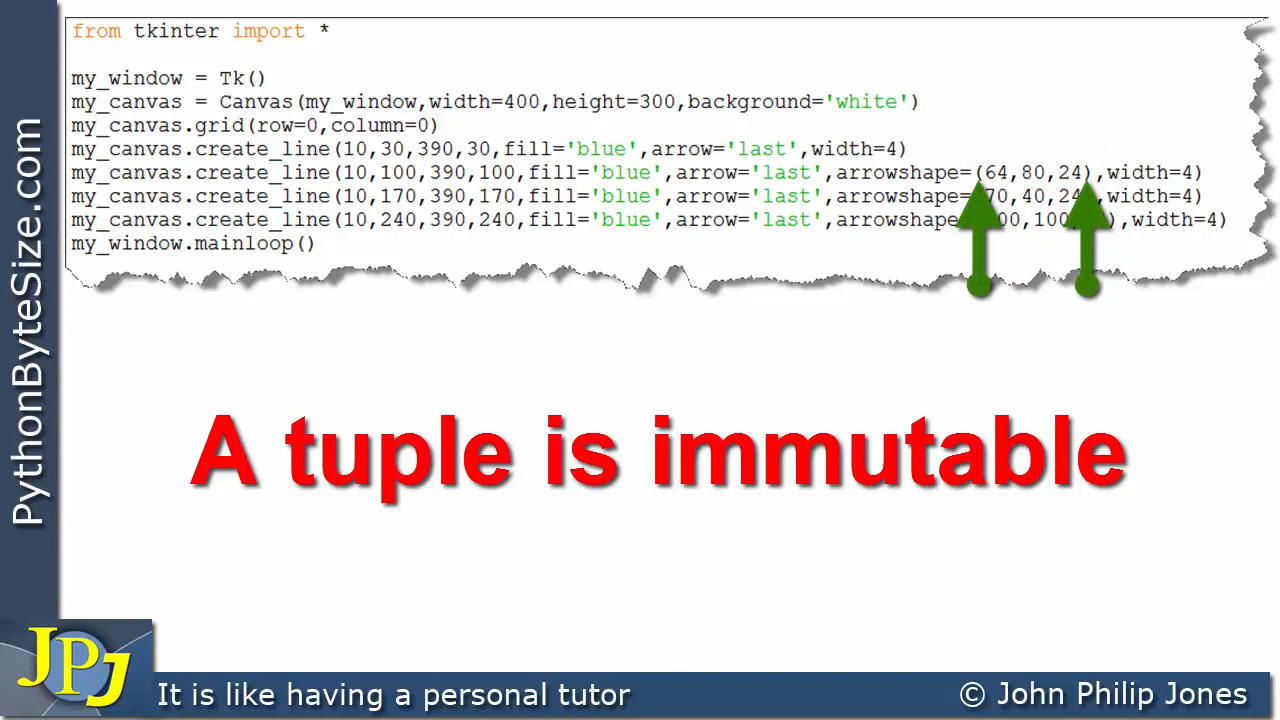 from tkinter import *
my_window = Tk()
my_canvas = Canvas(my_window,width=400,height=300,background='white')
my_canvas.grid(row=0,column=0)
my_canvas.create_line(10,30,390,30,fill='blue',arrow='last',width=4)
my_canvas.create_line(10,100,390,100,fill='blue',arrow='last',arrowshape=(64,80,24),width=4)
my_canvas.create_line(10,170,390,170,fill='blue',arrow='last',arrowshape= 70,40,24 ,width=4)
my_canvas.create_line(10,240,390,240,fill='blue',arrow='last',arrowshape= ),width=4)
my_window.mainloop()
A tuple is immutable
PythonByteSize.com
JPJ
It is like having a personal tutor
© John Philip Jones